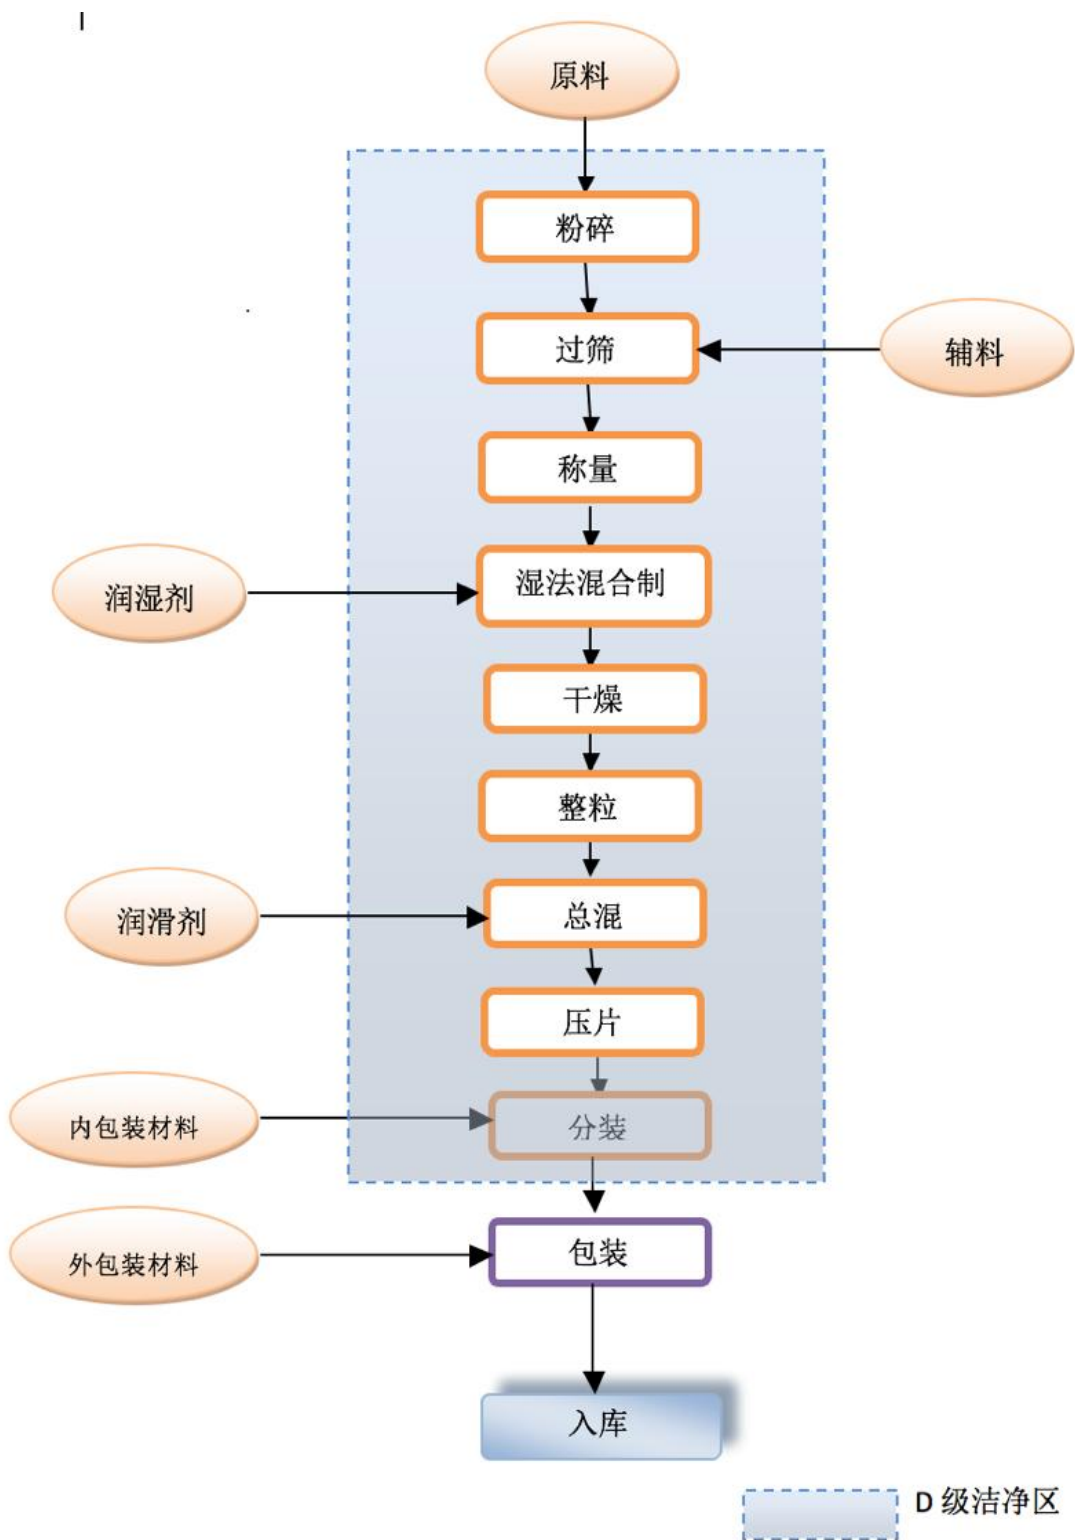 原料
粉碎
过筛
辅料
称量
润湿剂
湿法混合制
干燥
整粒
润滑剂
总混
压片
内包装材料
分装
外包装材料
包装
入库
D 级洁净区